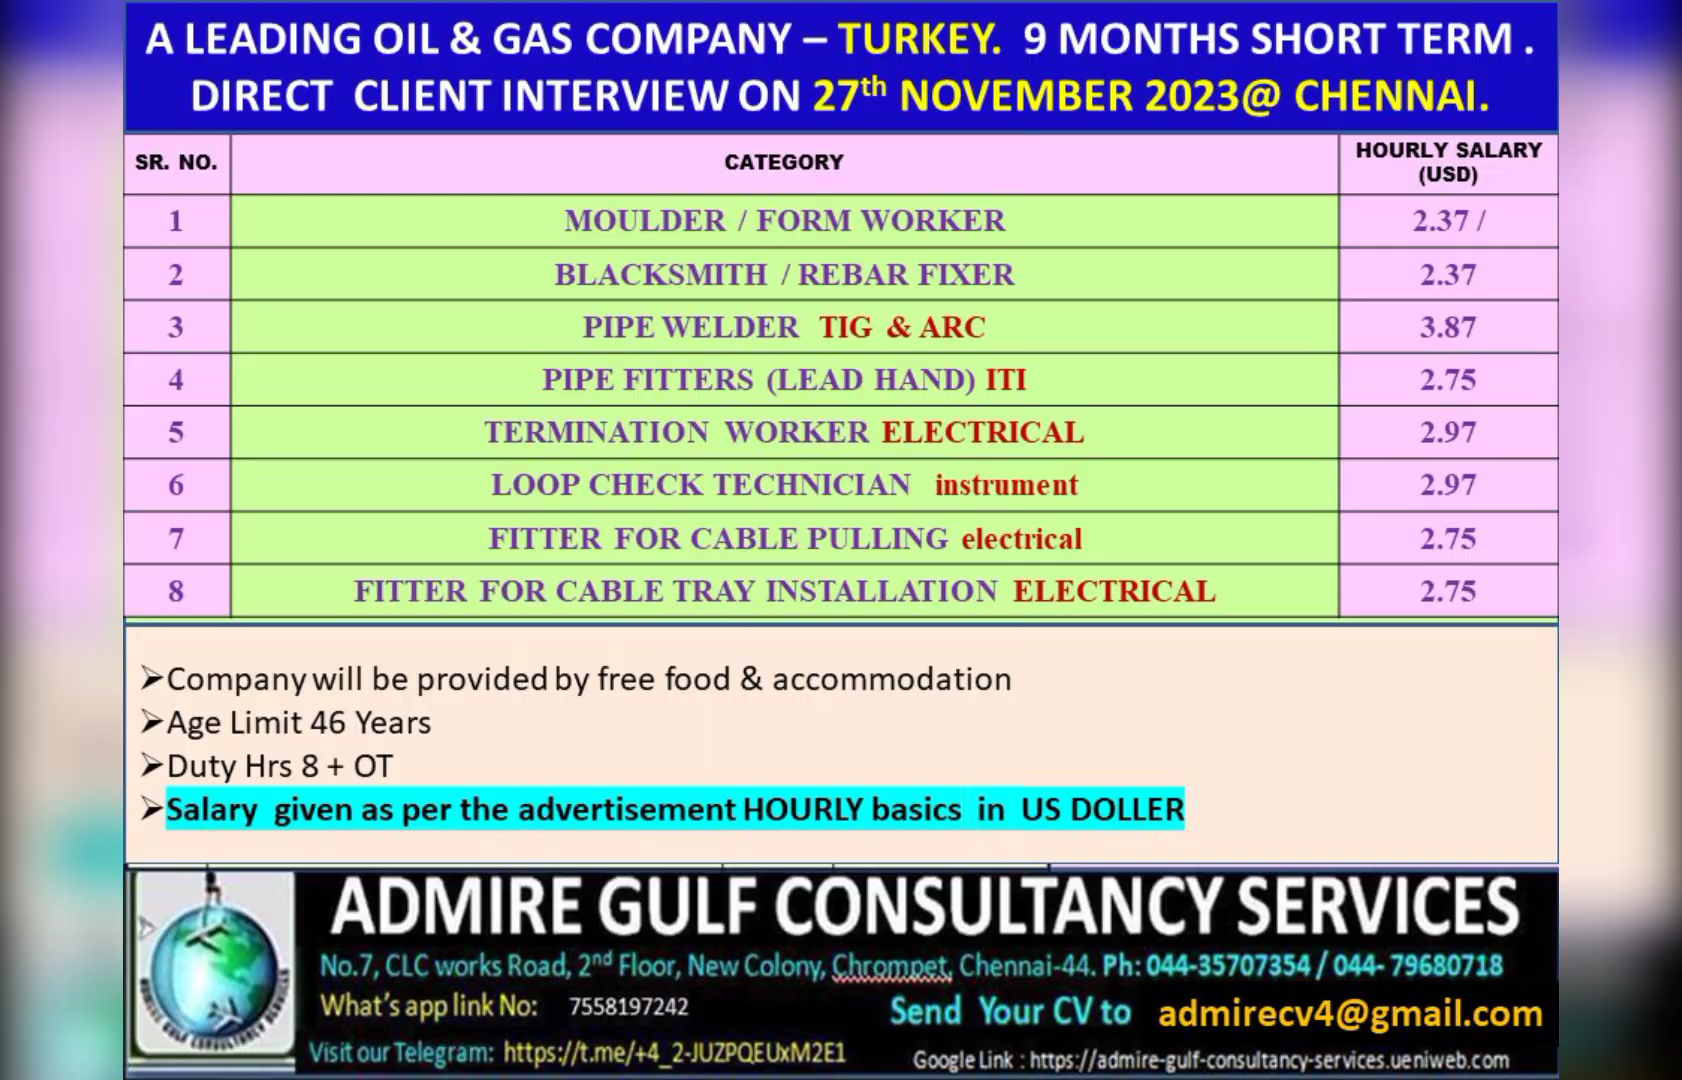 A LEADING OIL & GAS COMPANY – TURKEY. 9 MONTHS SHORT TERM .
DIRECT CLIENT INTERVIEW ON 27th NOVEMBER 2023@ CHENNAI.
SR. NO. CATEGORY HOURLY SALARY (USD)
1 MOULDER / FORM WORKER 2.37 /
2 BLACKSMITH / REBAR FIXER 2.37
3 PIPE WELDER TIG & ARC 3.87
4 PIPE FITTERS (LEAD HAND) ITI 2.75
5 TERMINATION WORKER ELECTRICAL 2.97
6 LOOP CHECK TECHNICIAN instrument 2.97
7 FITTER FOR CABLE PULLING electrical 2.75
8 FITTER FOR CABLE TRAY INSTALLATION ELECTRICAL 2.75
➢Company will be provided by free food & accommodation
➢Age Limit 46 Years
➢Duty Hrs 8 + OT
➢Salary given as per the advertisement HOURLY basics in US DOLLER
ADMIRE GULF CONSULTANCY SERVICES
No.7, CLC works Road, 2nd Floor, New Colony, Chrompet, Chennai-44. Ph: 044-35707354 / 044- 79680718
What's app link No: 7558197242 Send Your CV to admirecv4@gmail.com
Visit our Telegram: https://t.me/+4_2-JUZPQEUxM2E1 Google Link : https://admire-gulf-consultancy-services.ueniweb.com
ADMIRE GULF CONSULTANCY SERVICES